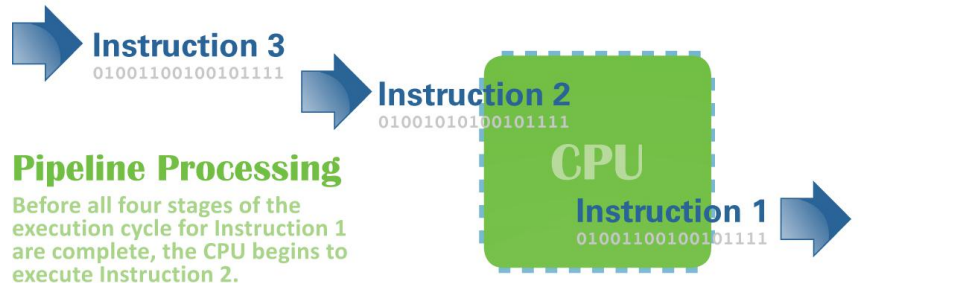 Instruction 3
01001100100101111
Instruction 2
01001010100101111
CPU
Pipeline Processing
Before all four stages of the
execution cycle for Instruction 1
are complete, the CPU begins to
execute Instruction 2.
Instruction 1
01001100100101111